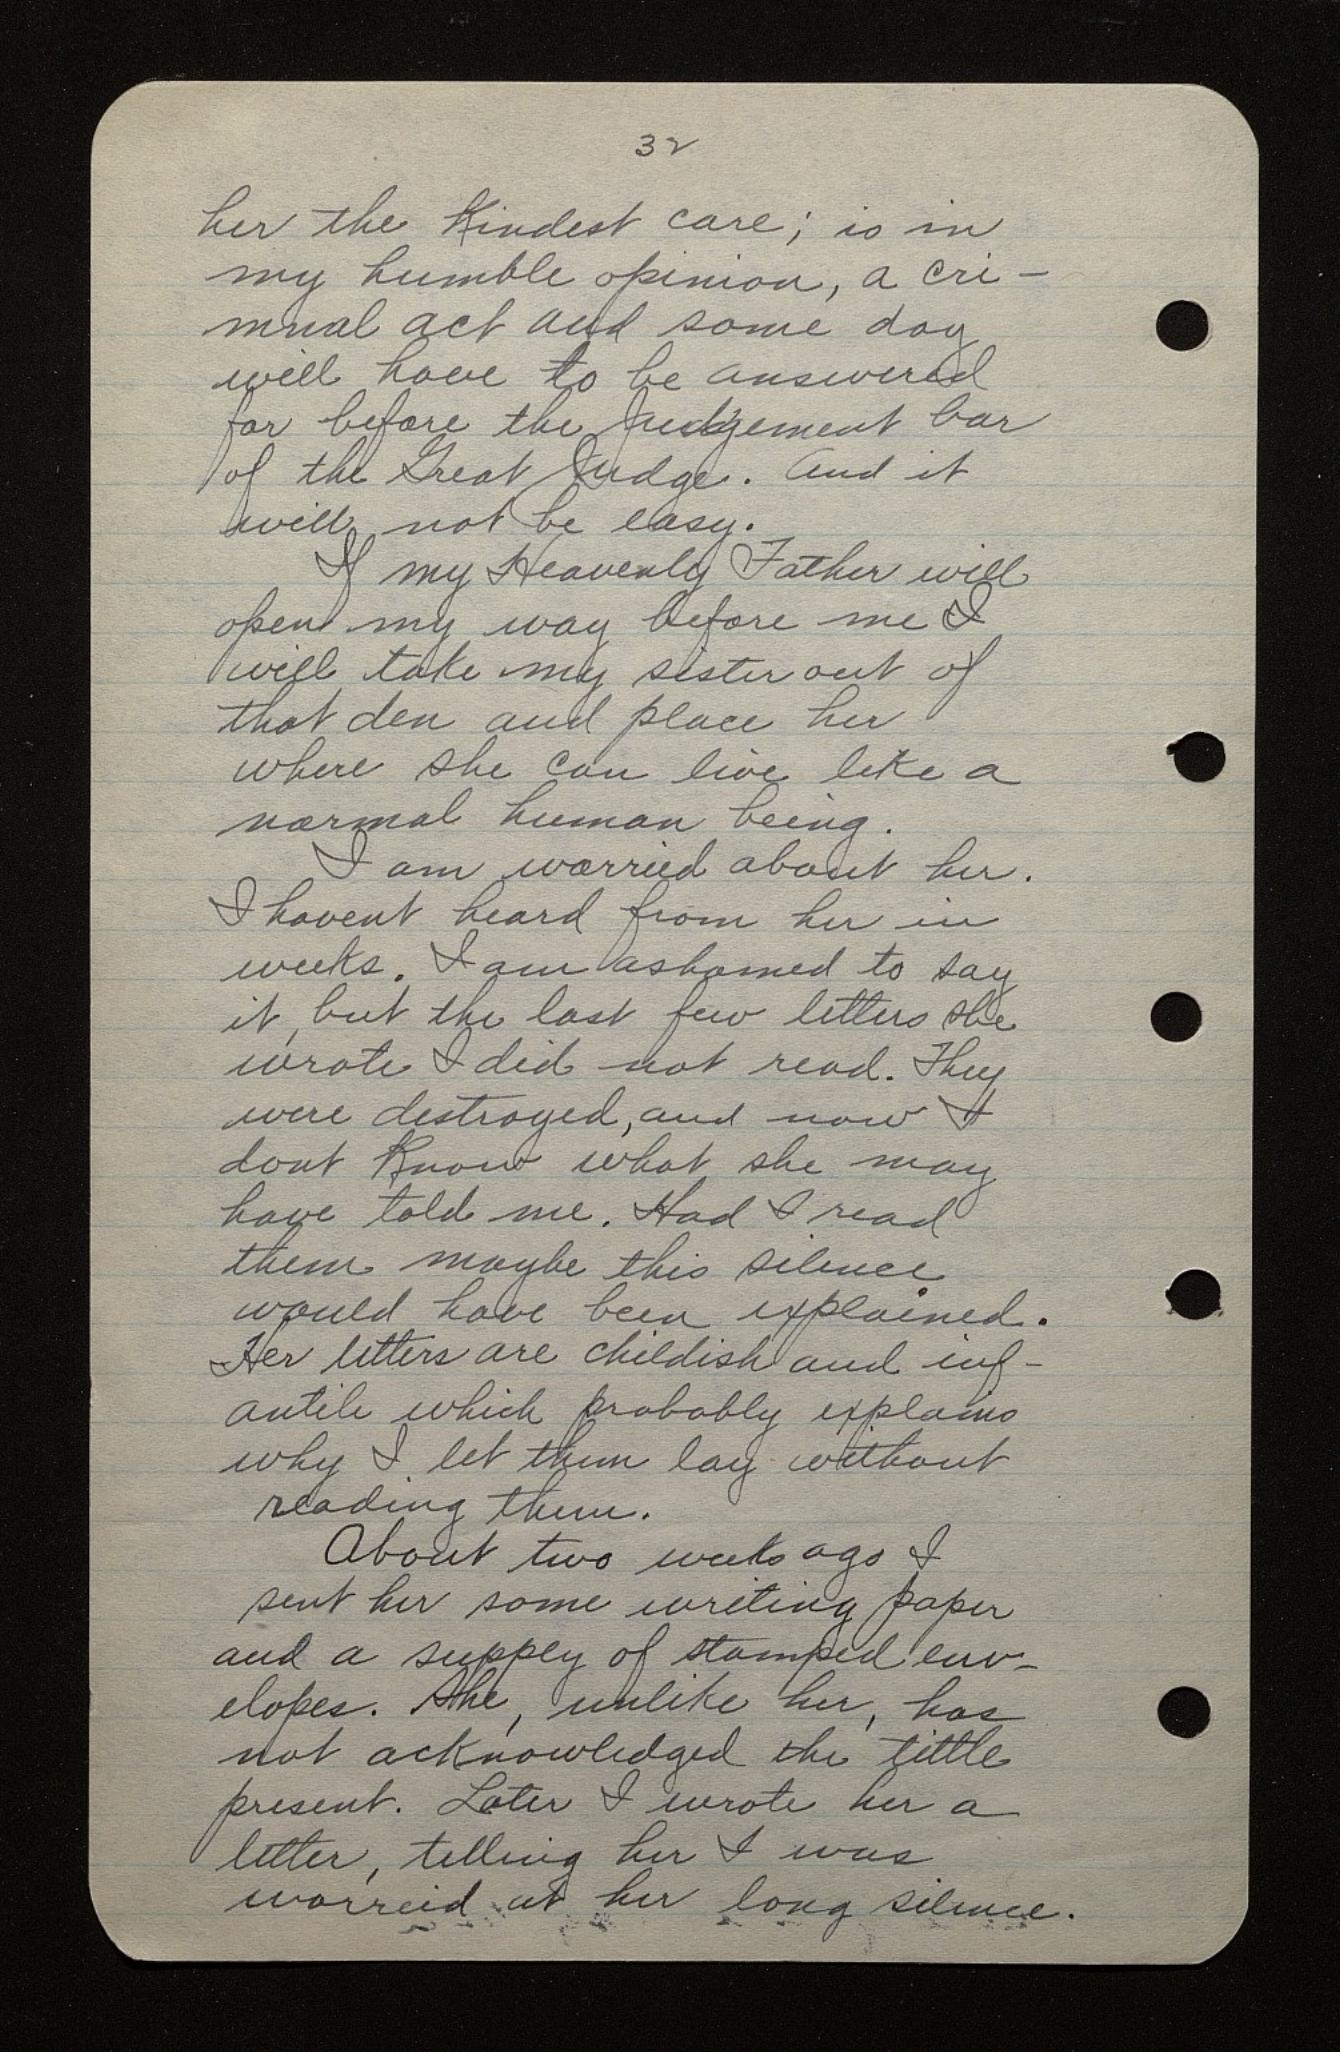 32
her the Kindest care; is in
my humble opinion, a cri-
mnal act and some day
will have to be answered
for before the Judgement bar
of the Great Judge. And it
will not be easy.
If my Heavenly Father will
open my way before me I
will take my sister out of
that den and place her
where she can live like a
normal human being.
I am worried about her.
I havent heard from her in
weeks. I am ashamed to say
it, but the last few letters she
wrote I did not read. They
were destroyed, and now I
dont Know what she may
have told me. Had I read
them maybe this silence
would have been explained.
Her letters are childish and inf-
antile which probably explains
why I let them lay without
reading them.
About two weeks ago I
sent her some writing paper
and a supply of stamped env-
elopes. She, unlike her, has
not acknowledged the little
present. Later I wrote her a
letter, telling her I was
worreid at her long silence.